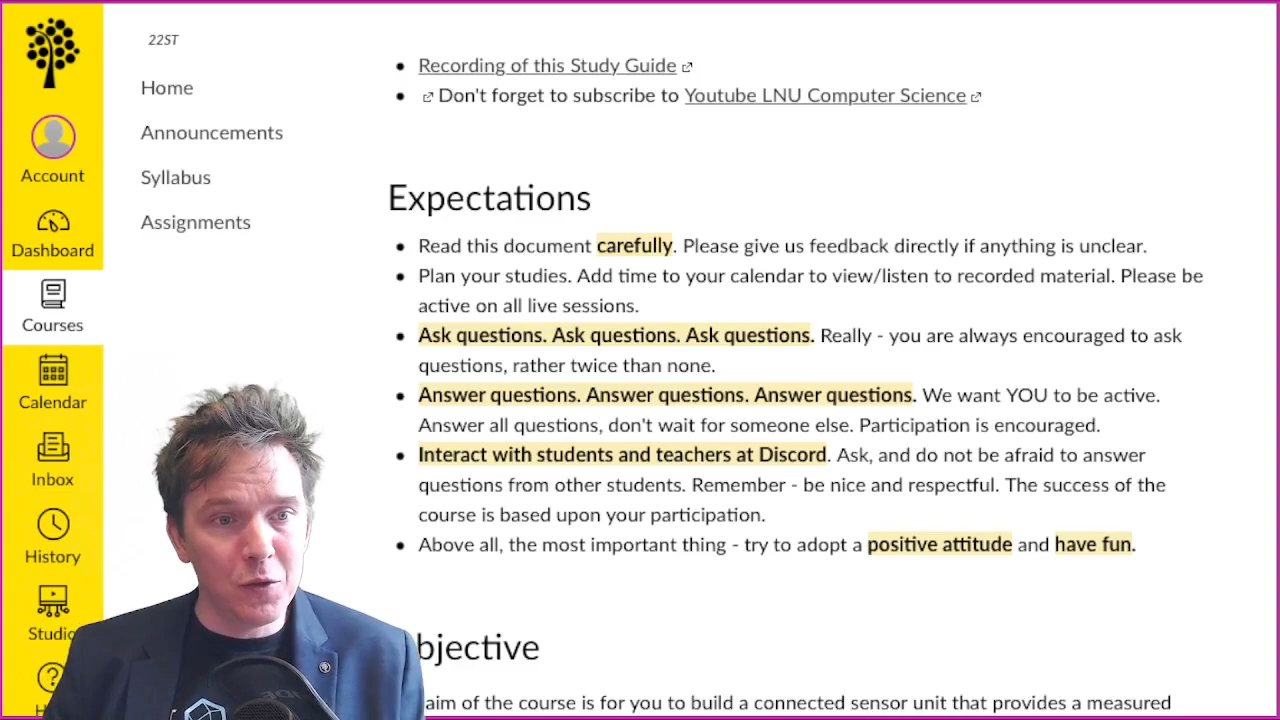 22ST
Home
Announcements
Syllabus
Assignments
Account
Dashboard
Courses
Calendar
Inbox
History
Studio
Recording of this Study Guide
Don't forget to subscribe to Youtube LNU Computer Science
Expectations
Read this document carefully. Please give us feedback directly if anything is unclear.
Plan your studies. Add time to your calendar to view/listen to recorded material. Please be
active on all live sessions.
Ask questions. Ask questions. Ask questions. Really - you are always encouraged to ask
questions, rather twice than none.
Answer questions. Answer questions. Answer questions. We want YOU to be active.
Answer all questions, don't wait for someone else. Participation is encouraged.
Interact with students and teachers at Discord. Ask, and do not be afraid to answer
questions from other students. Remember - be nice and respectful. The success of the
course is based upon your participation.
Above all, the most important thing - try to adopt a positive attitude and have fun.
bjective
aim of the course is for you to build a connected sensor unit that provides a measured